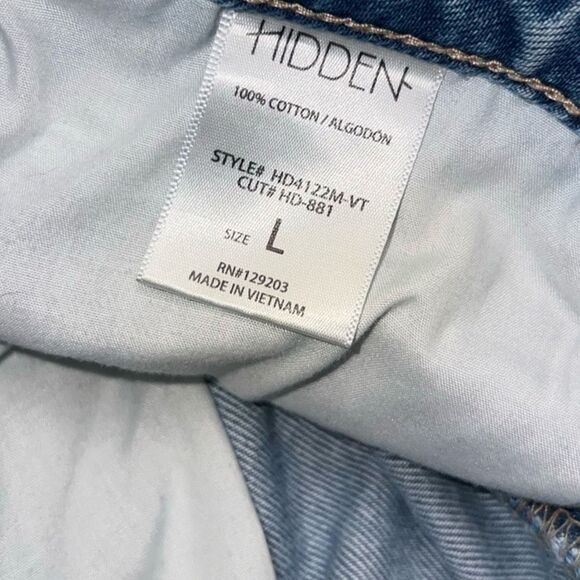 HIDDEN
100% COTTON / ALGODÓN
STYLE# HD4122M-VT
CUT# HD-881
SIZE L
RN#129203
MADE IN VIETNAM